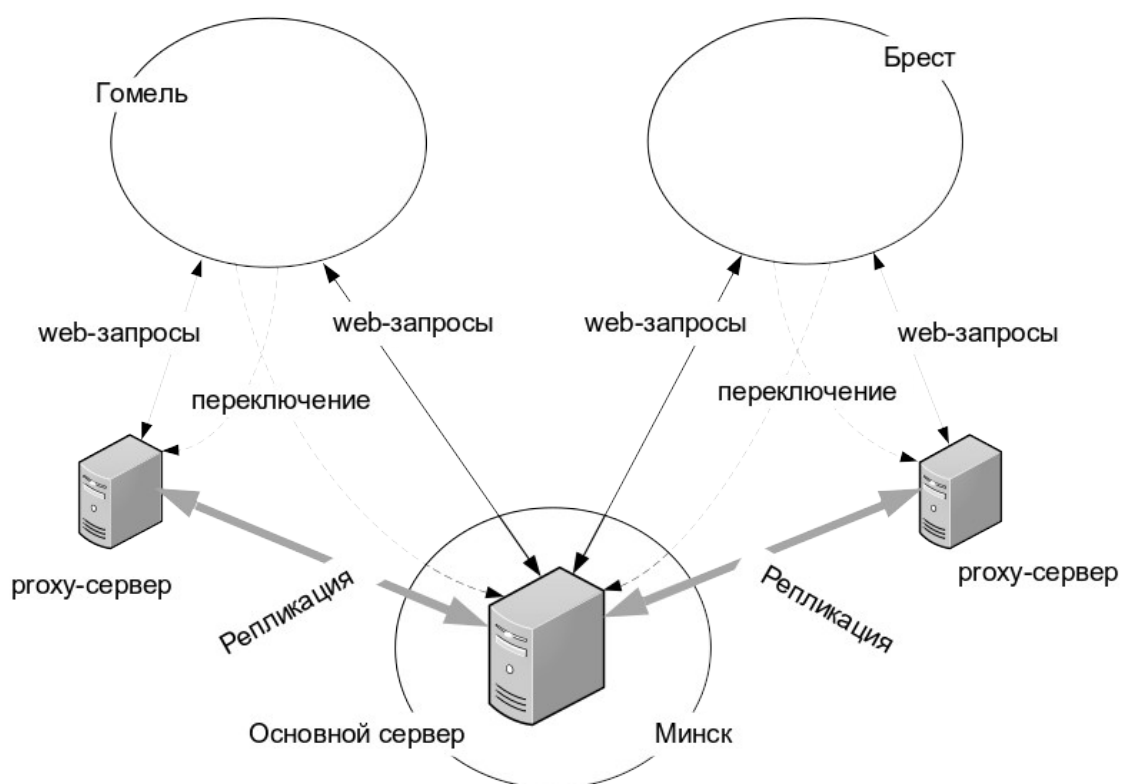 Гомель
Брест
web-запросы
web-запросы
web-запросы
web-запросы
переключение
переключение
proxy-сервер
Репликация
Репликация
proxy-сервер
Основной сервер
Минск